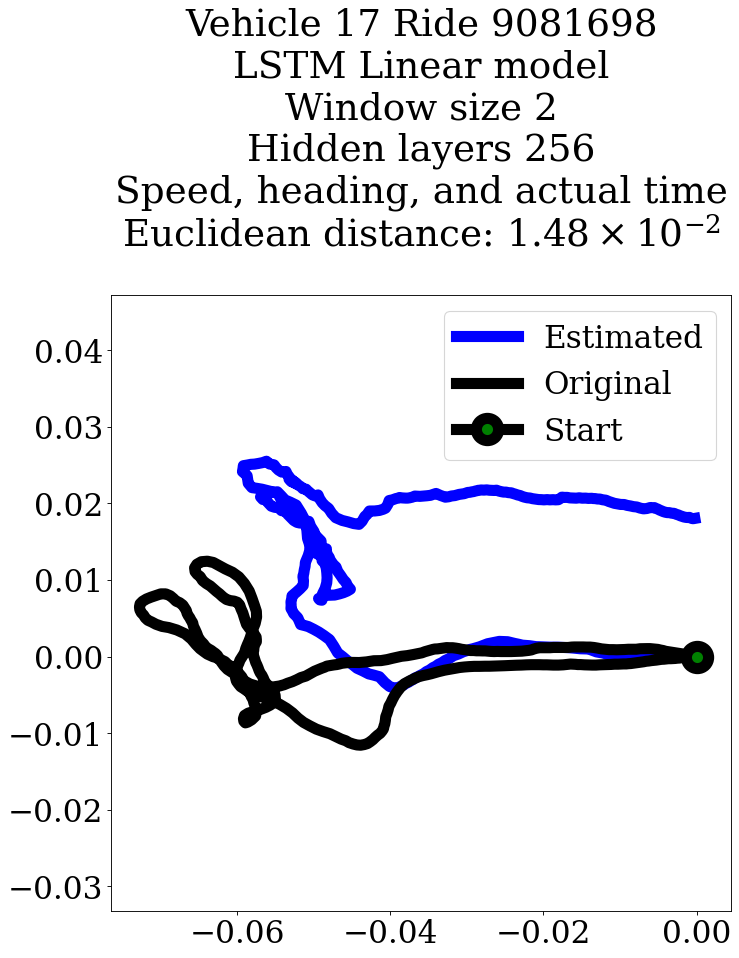 Vehicle 17 Ride 9081698
LSTM Linear model
Window size 2
Hidden layers 256
Speed, heading, and actual time
Euclidean distance: 1.48 × 10⁻²
Estimated
Original
Start
0.04
0.03
0.02
0.01
0.00
−0.01
−0.02
−0.03
−0.06 −0.04 −0.02 0.00